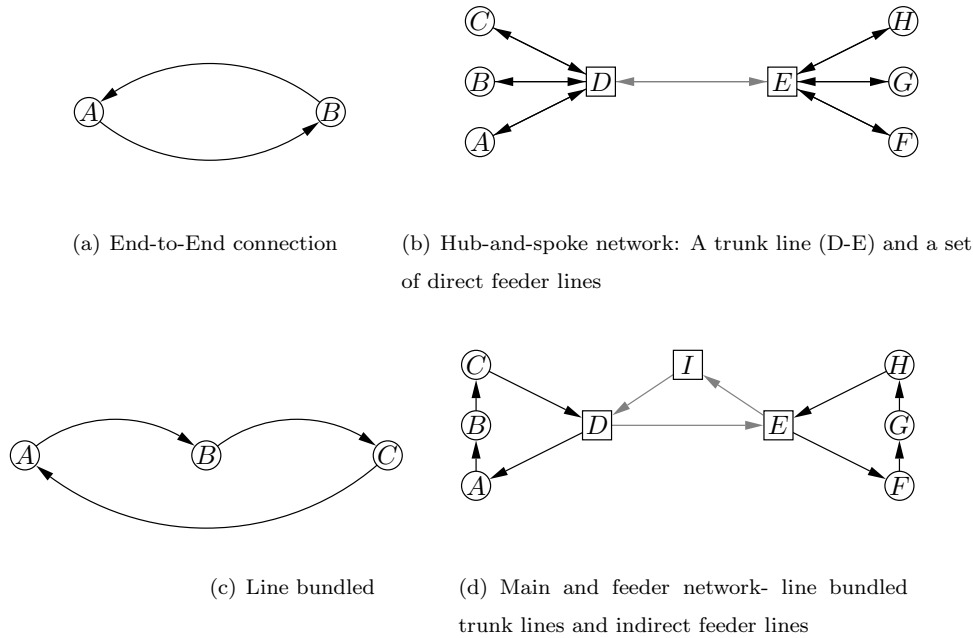 C
H
B
D
E
G
A
B
A
F
(a) End-to-End connection
(b) Hub-and-spoke network: A trunk line (D-E) and a set
of direct feeder lines
C
I
H
A
B
C
B
D
E
G
A
F
(c) Line bundled
(d) Main and feeder network- line bundled
trunk lines and indirect feeder lines